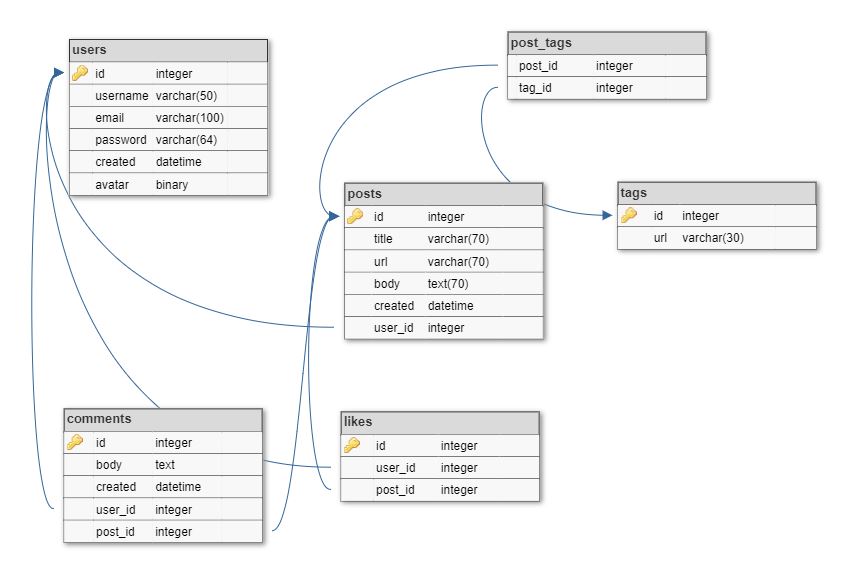 users
id integer
username varchar(50)
email varchar(100)
password varchar(64)
created datetime
avatar binary
post_tags
post_id integer
tag_id integer
posts
id integer
title varchar(70)
url varchar(70)
body text(70)
created datetime
user_id integer
tags
id integer
url varchar(30)
comments
id integer
body text
created datetime
user_id integer
post_id integer
likes
id integer
user_id integer
post_id integer